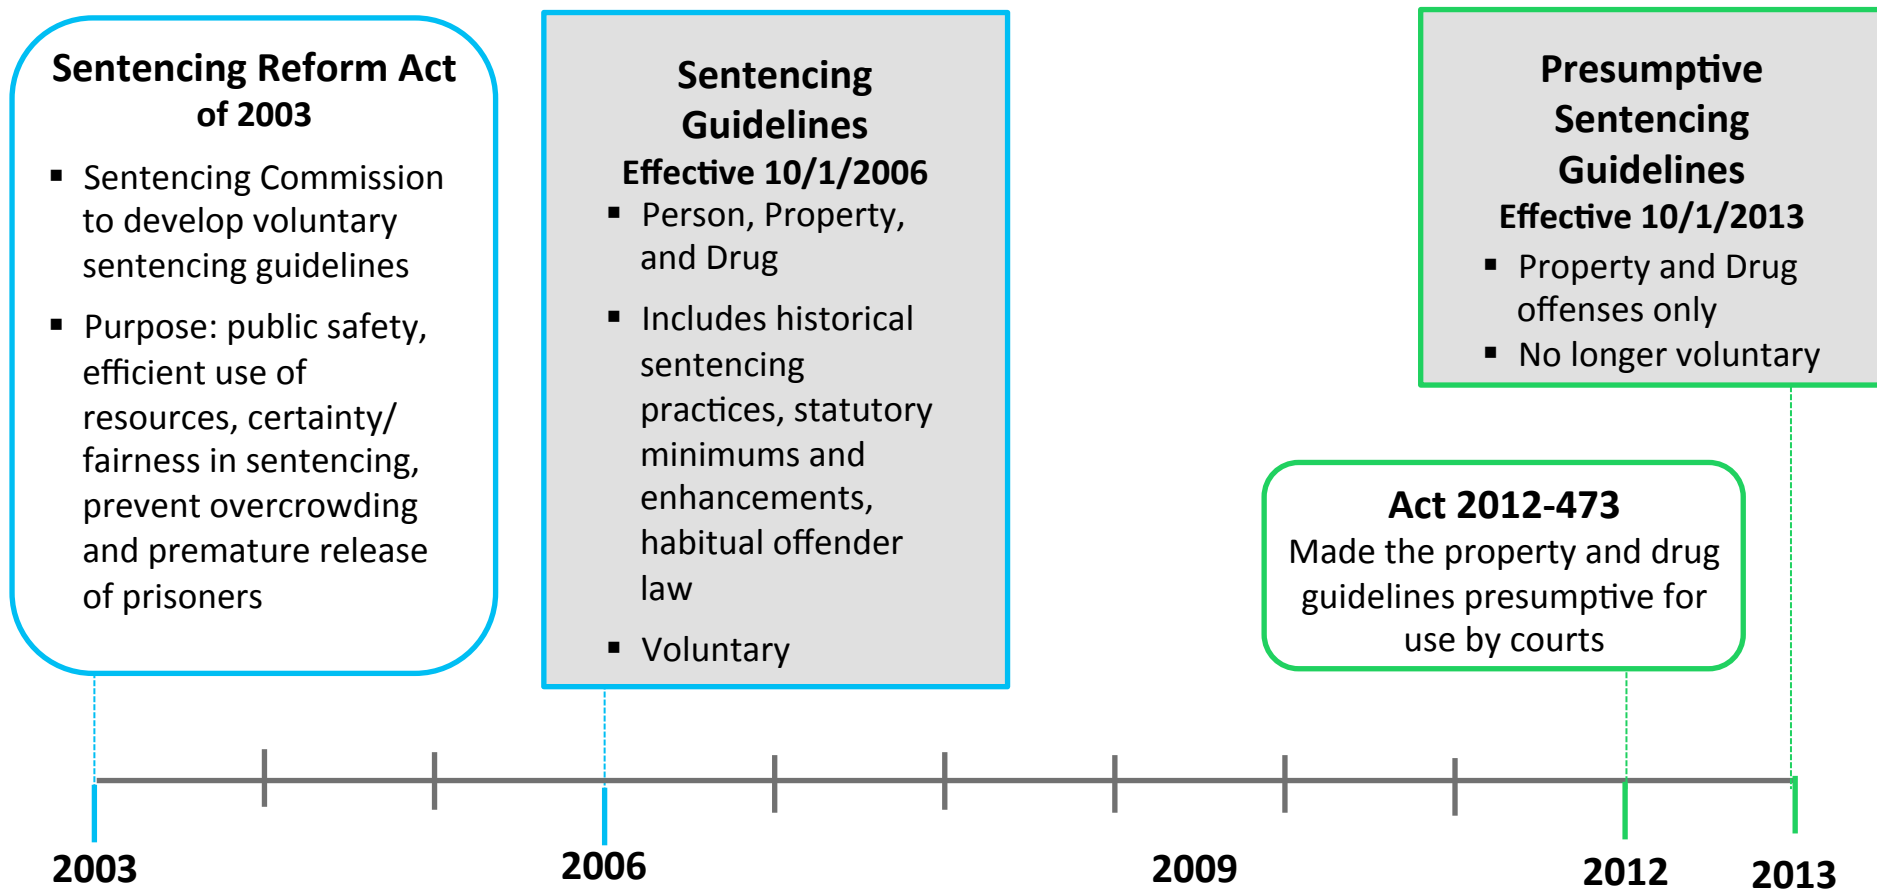 Sentencing Reform Act
of 2003
▪ Sentencing Commission
to develop voluntary
sentencing guidelines
▪ Purpose: public safety,
efficient use of
resources, certainty/
fairness in sentencing,
prevent overcrowding
and premature release
of prisoners
Sentencing
Guidelines
Effective 10/1/2006
▪ Person, Property,
and Drug
▪ Includes historical
sentencing
practices, statutory
minimums and
enhancements,
habitual offender
law
▪ Voluntary
Presumptive
Sentencing
Guidelines
Effective 10/1/2013
▪ Property and Drug
offenses only
▪ No longer voluntary
Act 2012-473
Made the property and drug
guidelines presumptive for
use by courts
2003
2006
2009
2012
2013